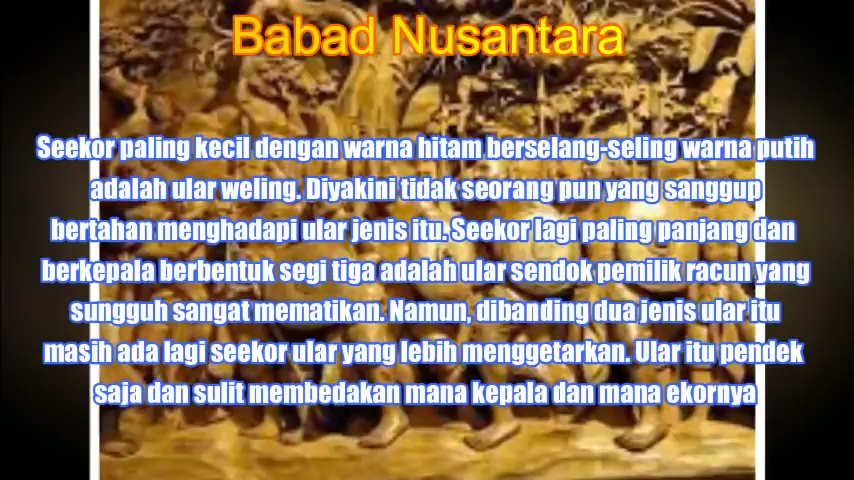 Babad Nusantara
Seekor paling kecil dengan warna hitam berselang-seling warna putih
adalah ular weling. Diyakini tidak seorang pun yang sanggup
bertahan menghadapi ular jenis itu. Seekor lagi paling panjang dan
berkepala berbentuk segi tiga adalah ular sendok pemilik racun yang
sungguh sangat mematikan. Namun, dibanding dua jenis ular itu
masih ada lagi seekor ular yang lebih menggetarkan. Ular itu pendek
saja dan sulit membedakan mana kepala dan mana ekornya